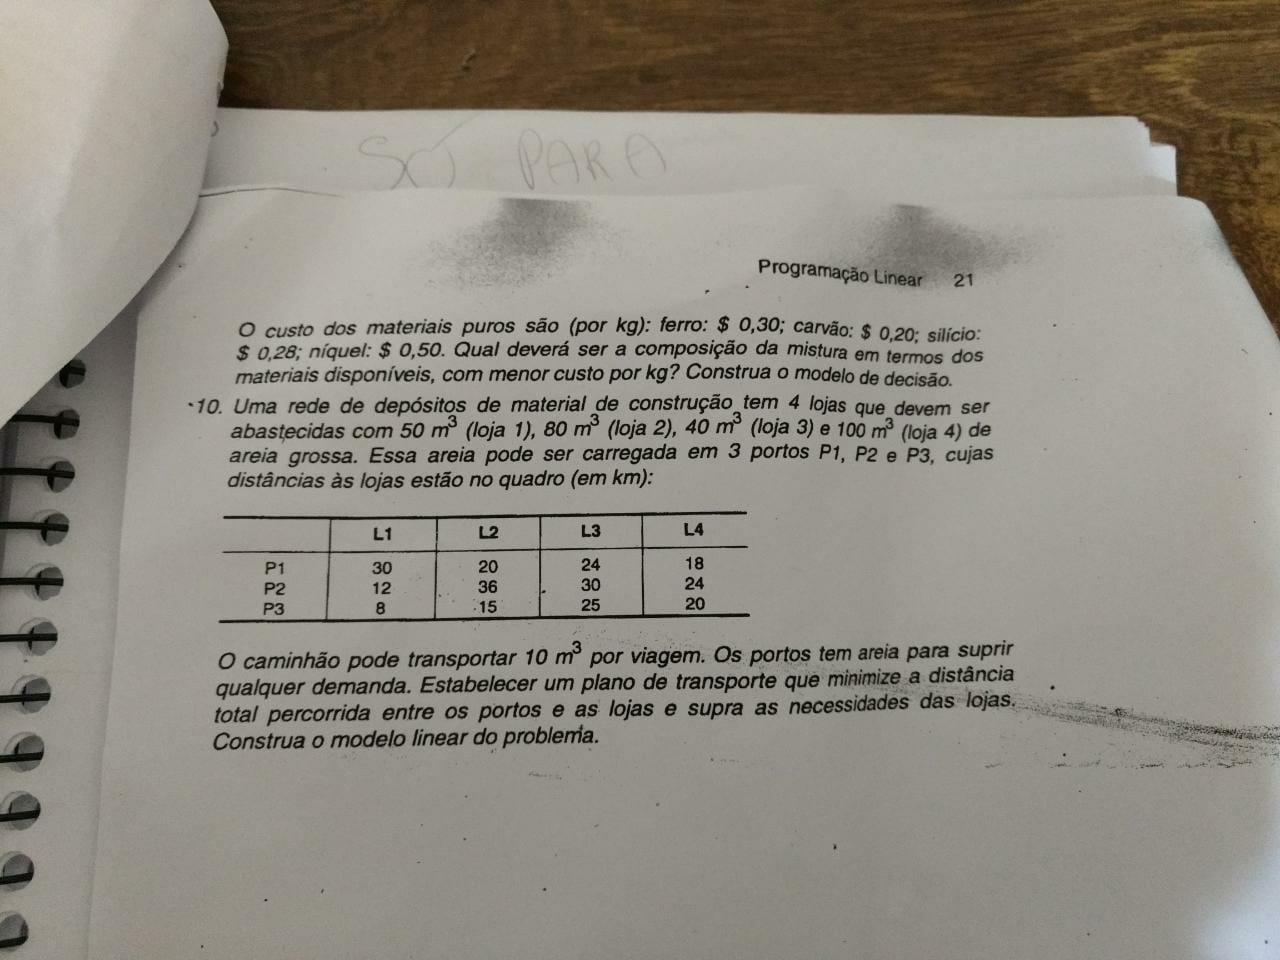 SÓ PARA
Programação Linear 21
O custo dos materiais puros são (por kg): ferro: $ 0,30; carvão: $ 0,20; silício:
$ 0,28; níquel: $ 0,50. Qual deverá ser a composição da mistura em termos dos
materiais disponíveis, com menor custo por kg? Construa o modelo de decisão.
10. Uma rede de depósitos de material de construção tem 4 lojas que devem ser
abastecidas com 50 m³ (loja 1), 80 m³ (loja 2), 40 m³ (loja 3) e 100 m³ (loja 4) de
areia grossa. Essa areia pode ser carregada em 3 portos P1, P2 e P3, cujas
distâncias às lojas estão no quadro (em km):
L1 L2 L3 L4
P1 30 20 24 18
P2 12 36 30 24
P3 8 15 25 20
O caminhão pode transportar 10 m³ por viagem. Os portos tem areia para suprir
qualquer demanda. Estabelecer um plano de transporte que minimize a distância
total percorrida entre os portos e as lojas e supra as necessidades das lojas.
Construa o modelo linear do problema.